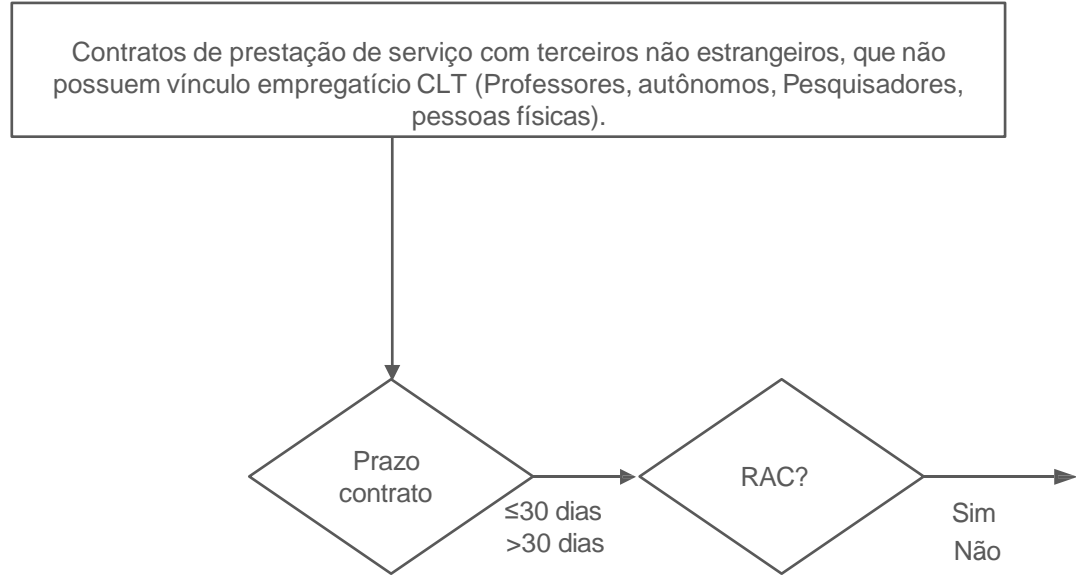 Contratos de prestação de serviço com terceiros não estrangeiros, que não
possuem vínculo empregatício CLT (Professores, autônomos, Pesquisadores,
pessoas físicas).
Prazo
contrato
≤30 dias
>30 dias
RAC?
Sim
Não